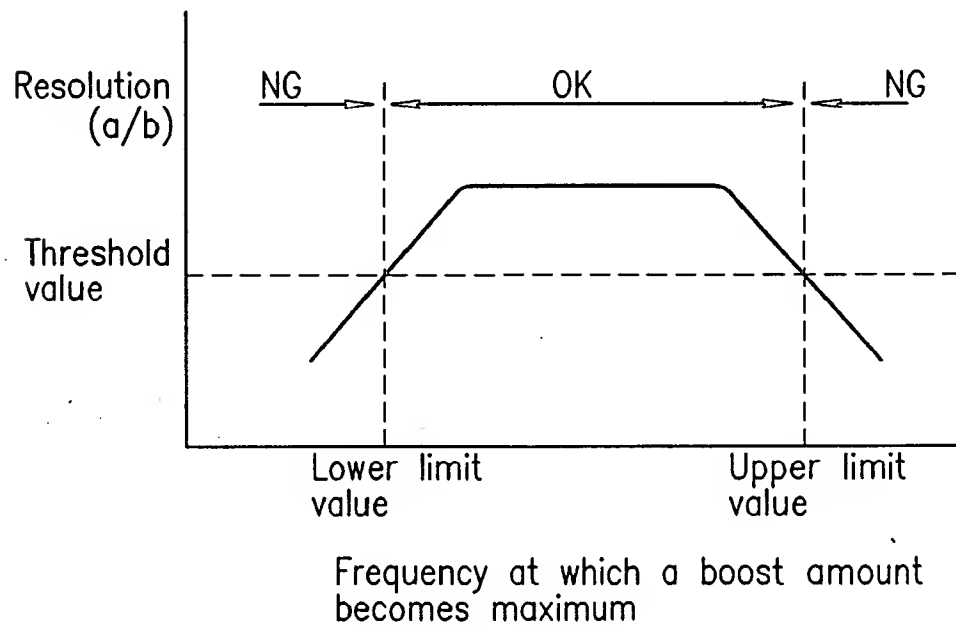 Resolution
(a/b)
NG
OK
NG
Threshold
value
Lower limit
value
Upper limit
value
Frequency at which a boost amount
becomes maximum